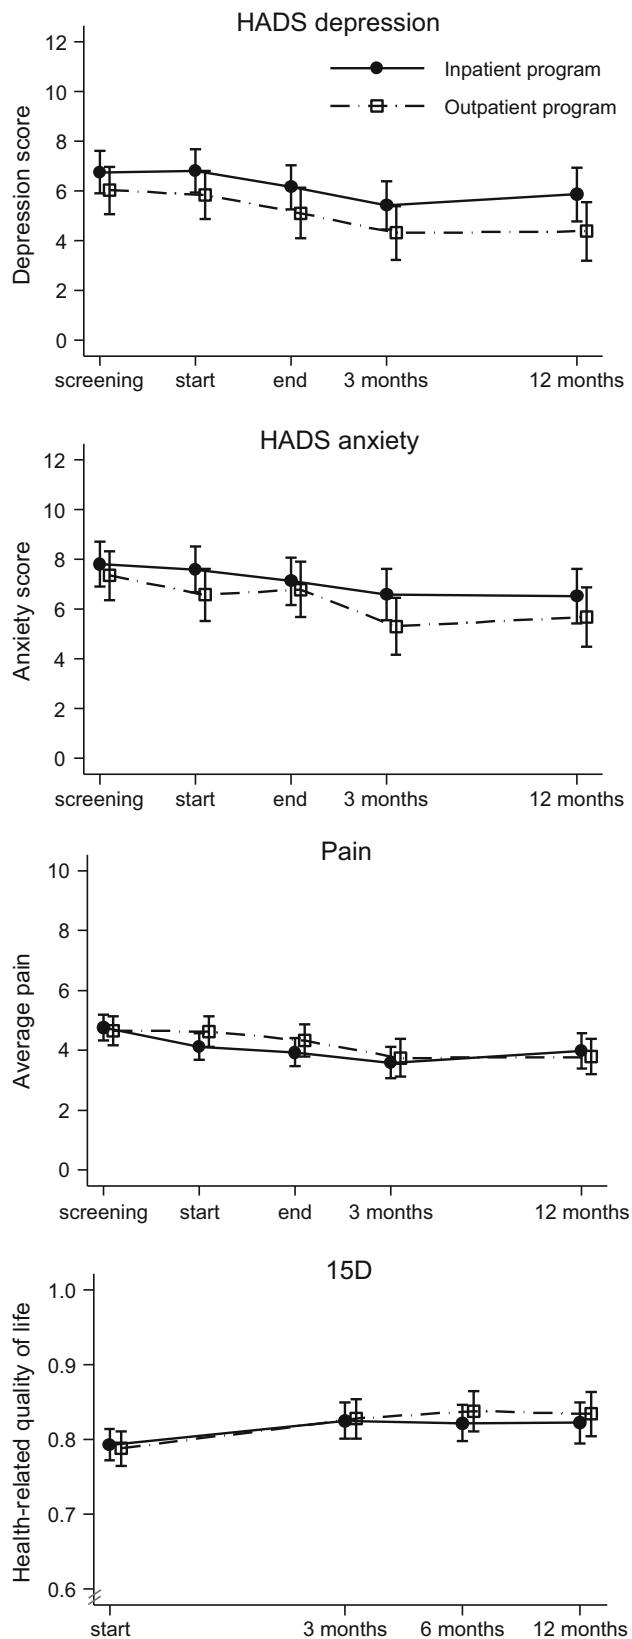 HADS depression
12
10
8
6
4
2
0
Depression score
Inpatient program
Outpatient program
screening start end 3 months 12 months
HADS anxiety
12
10
8
6
4
2
0
Anxiety score
screening start end 3 months 12 months
Pain
10
8
6
4
2
0
Average pain
screening start end 3 months 12 months
15D
1.0
0.9
0.8
0.7
0.6
Health-related quality of life
start 3 months 6 months 12 months